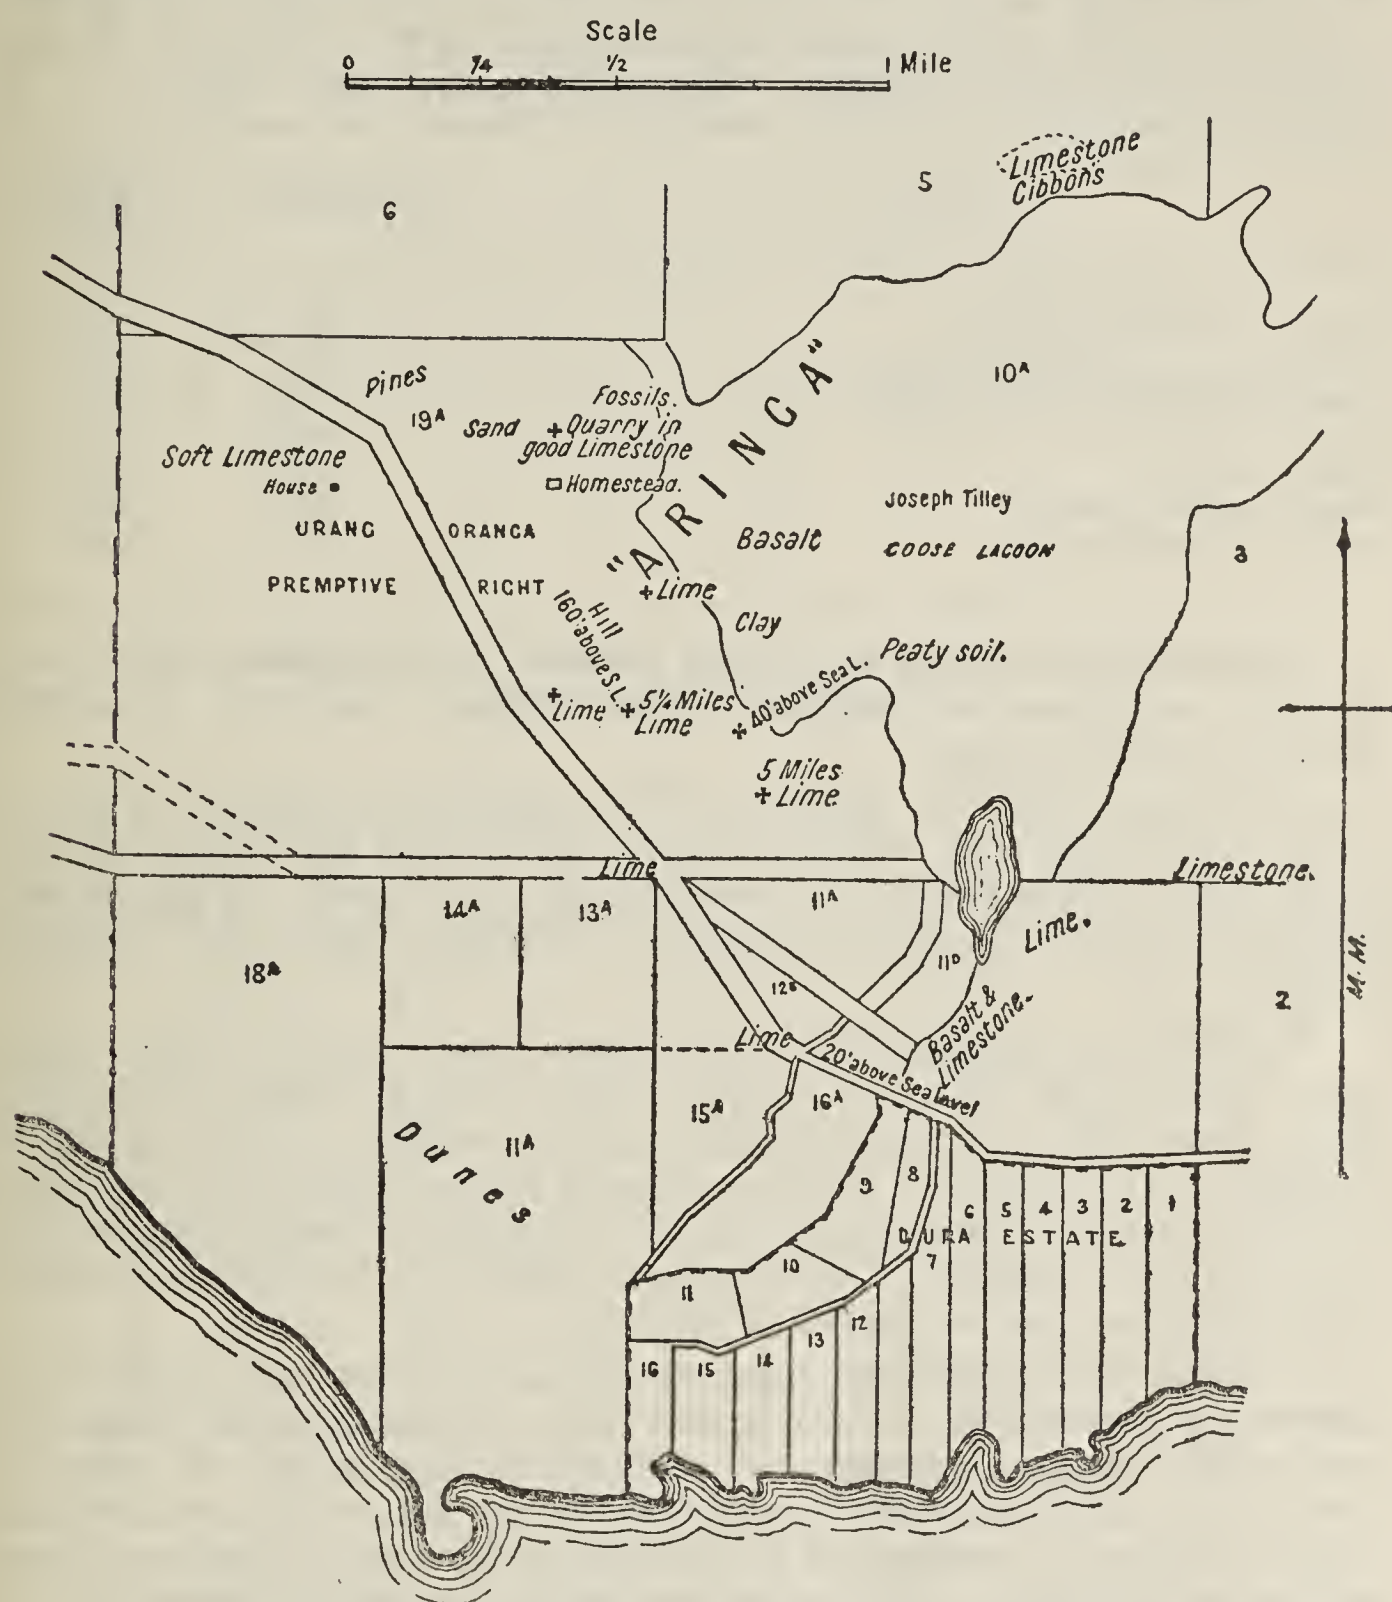 Scale
0 1/4 1/2 1 Mile
Limestone
Gibbon's
5
6
10A
Pines
19A Sand
Fossils.
+ Quarry in
good Limestone
Homestead.
Soft Limestone
House
URANG ORANGA
PREMPTIVE RIGHT
"ARINGA"
Joseph Tilley
GOOSE LAGOON
Basalt
3
+ Lime
Clay
Hill
160' above S.L.
Peaty soil.
40' above Sea L.
+ Lime
+ 5¼ Miles
Lime
5 Miles
+ Lime
Lime
Limestone.
14A
13A
11A
Lime.
11D
18A
12B
2
M. M.
Lime
Basalt &
Limestone.
20' above Sea Level
15A
16A
Dunes
11A
9
8
6 5 4 3 2 1
DURA ESTATE
7
10
11
12
13
14
15
16